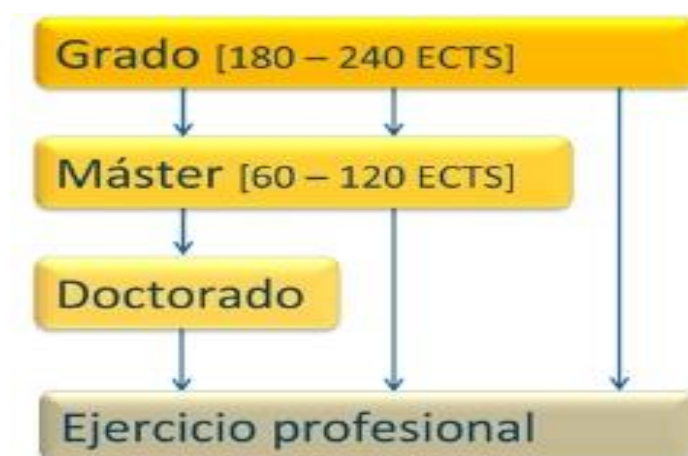 Grado [180 – 240 ECTS]
Máster [60 – 120 ECTS]
Doctorado
Ejercicio profesional